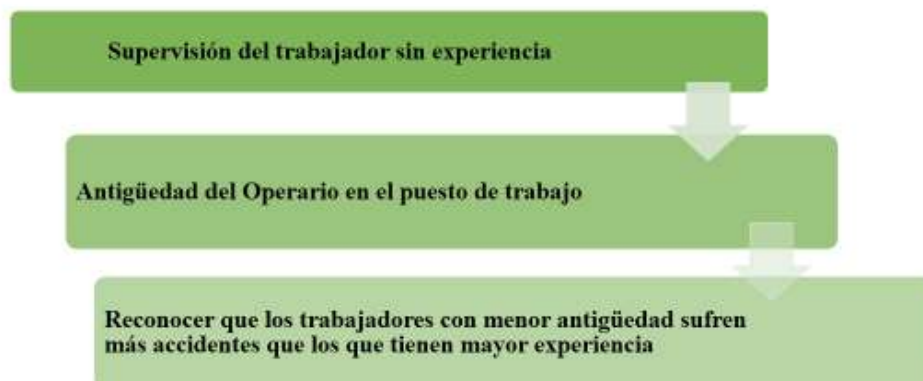 Supervisión del trabajador sin experiencia
Antigüedad del Operario en el puesto de trabajo
Reconocer que los trabajadores con menor antigüedad sufren
más accidentes que los que tienen mayor experiencia